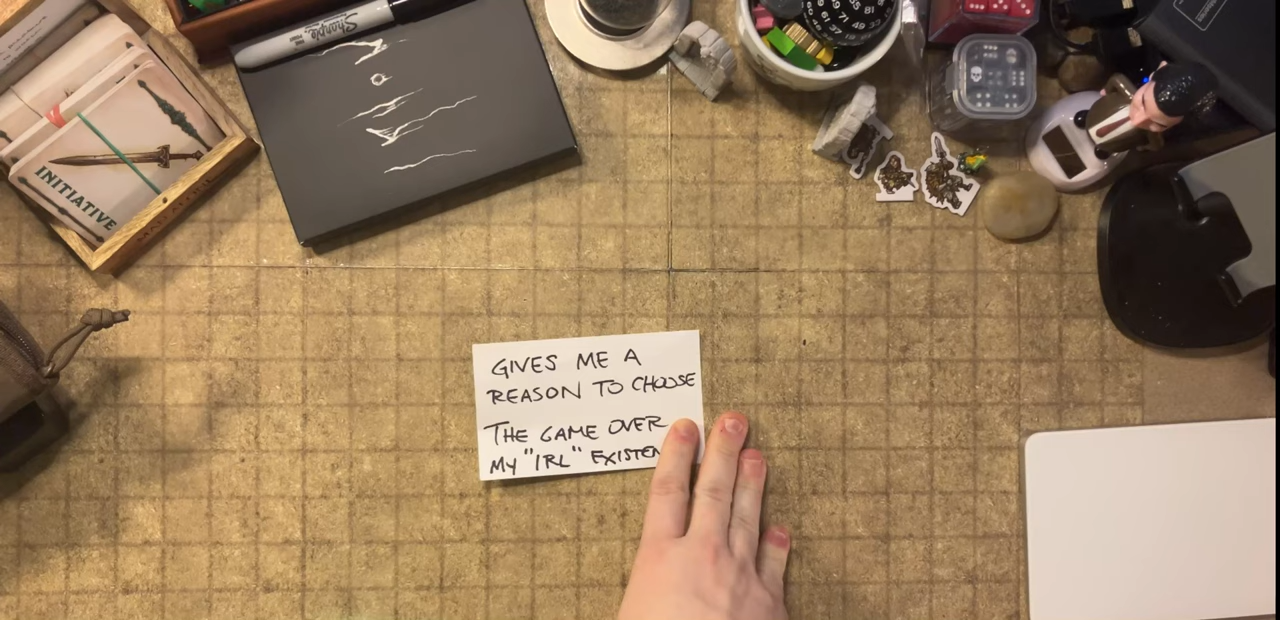 Sharpie
INITIATIVE
GIVES ME A
REASON TO CHOOSE
THE GAME OVER
MY "IRL" EXISTEN